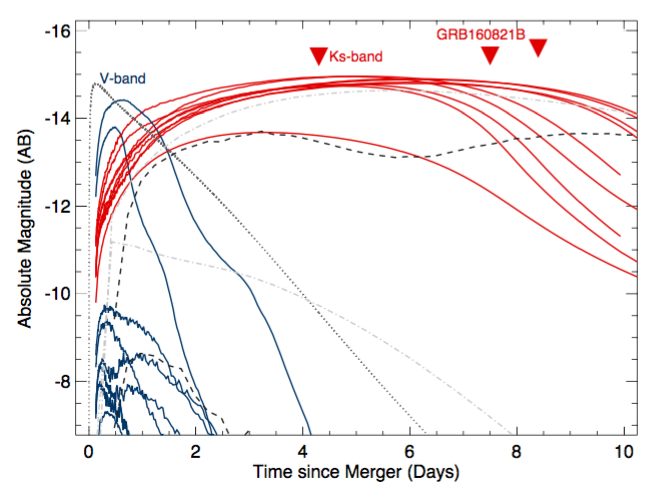 -16
GRB160821B
Ks-band
V-band
-14
-12
-10
-8
Absolute Magnitude (AB)
0 2 4 6 8 10
Time since Merger (Days)